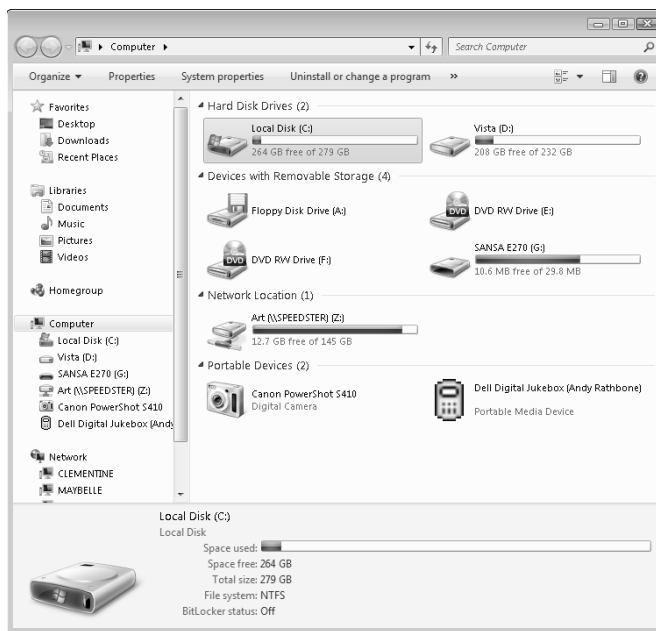 Computer
Search Computer
Organize Properties System properties Uninstall or change a program »
Favorites
Desktop
Downloads
Recent Places
Libraries
Documents
Music
Pictures
Videos
Homegroup
Computer
Local Disk (C:)
Vista (D:)
SANSA E270 (G:)
Art (\\SPEEDSTER) (Z:)
Canon PowerShot S410
Dell Digital Jukebox (Andy
Network
CLEMENTINE
MAYBELLE
Hard Disk Drives (2)
Local Disk (C:)
264 GB free of 279 GB
Vista (D:)
208 GB free of 232 GB
Devices with Removable Storage (4)
Floppy Disk Drive (A:)
DVD
DVD RW Drive (E:)
DVD
DVD RW Drive (F:)
SANSA E270 (G:)
10.6 MB free of 29.8 MB
Network Location (1)
Art (\\SPEEDSTER) (Z:)
12.7 GB free of 145 GB
Portable Devices (2)
Canon PowerShot S410
Digital Camera
Dell Digital Jukebox (Andy Rathbone)
Portable Media Device
Local Disk (C:)
Local Disk
Space used:
Space free: 264 GB
Total size: 279 GB
File system: NTFS
BitLocker status: Off